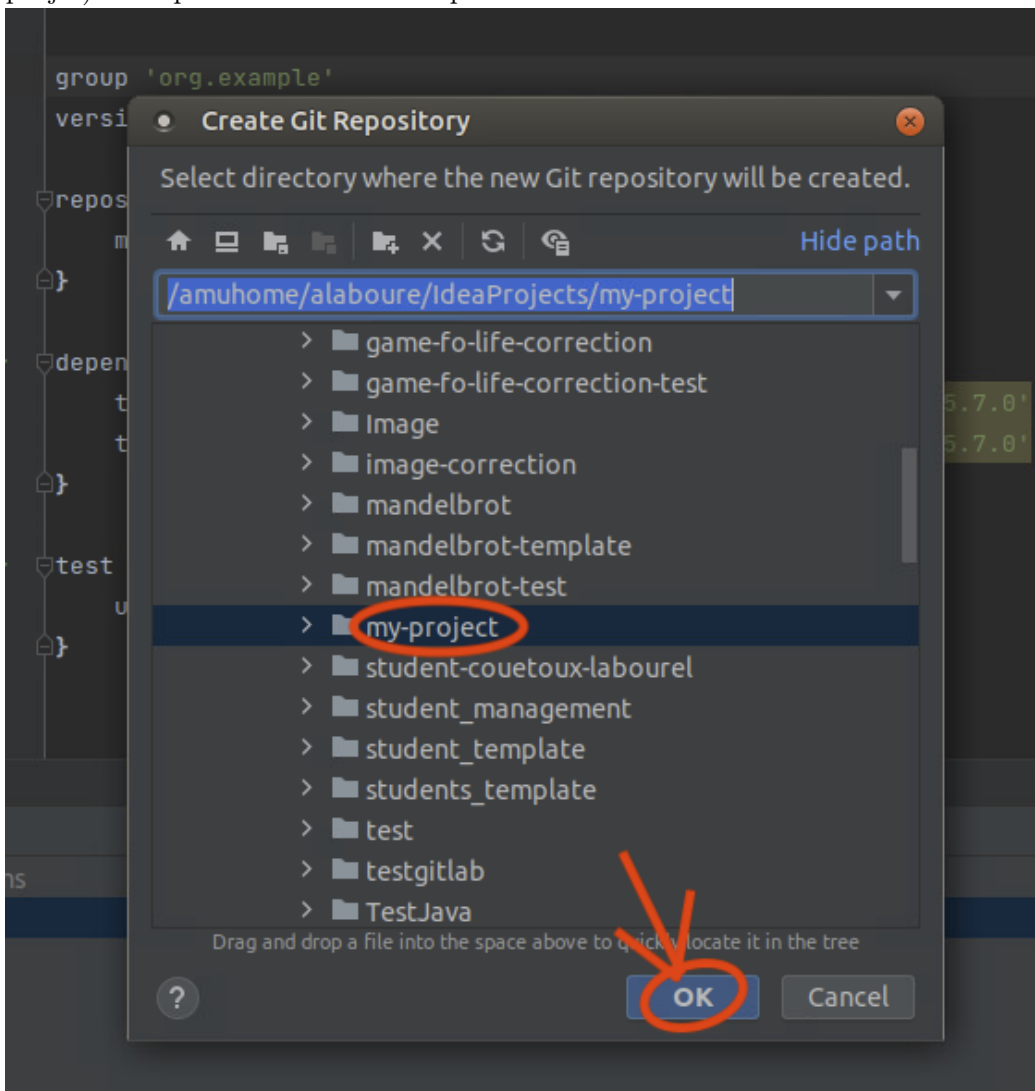 group 'org.example'
versi
Create Git Repository
Select directory where the new Git repository will be created.
repos
m
Hide path
}
/amuhome/alaboure/IdeaProjects/my-project
game-fo-life-correction
depen
game-fo-life-correction-test
t
5.7.0'
Image
t
5.7.0'
image-correction
}
mandelbrot
mandelbrot-template
test
mandelbrot-test
u
my-project
}
student-couetoux-labourel
student_management
student_template
students_template
test
testgitlab
ns
TestJava
Drag and drop a file into the space above to quickly locate it in the tree
?
OK
Cancel